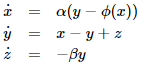 ẋ = α(y − ϕ(x))
ẏ = x − y + z
ż = −βy